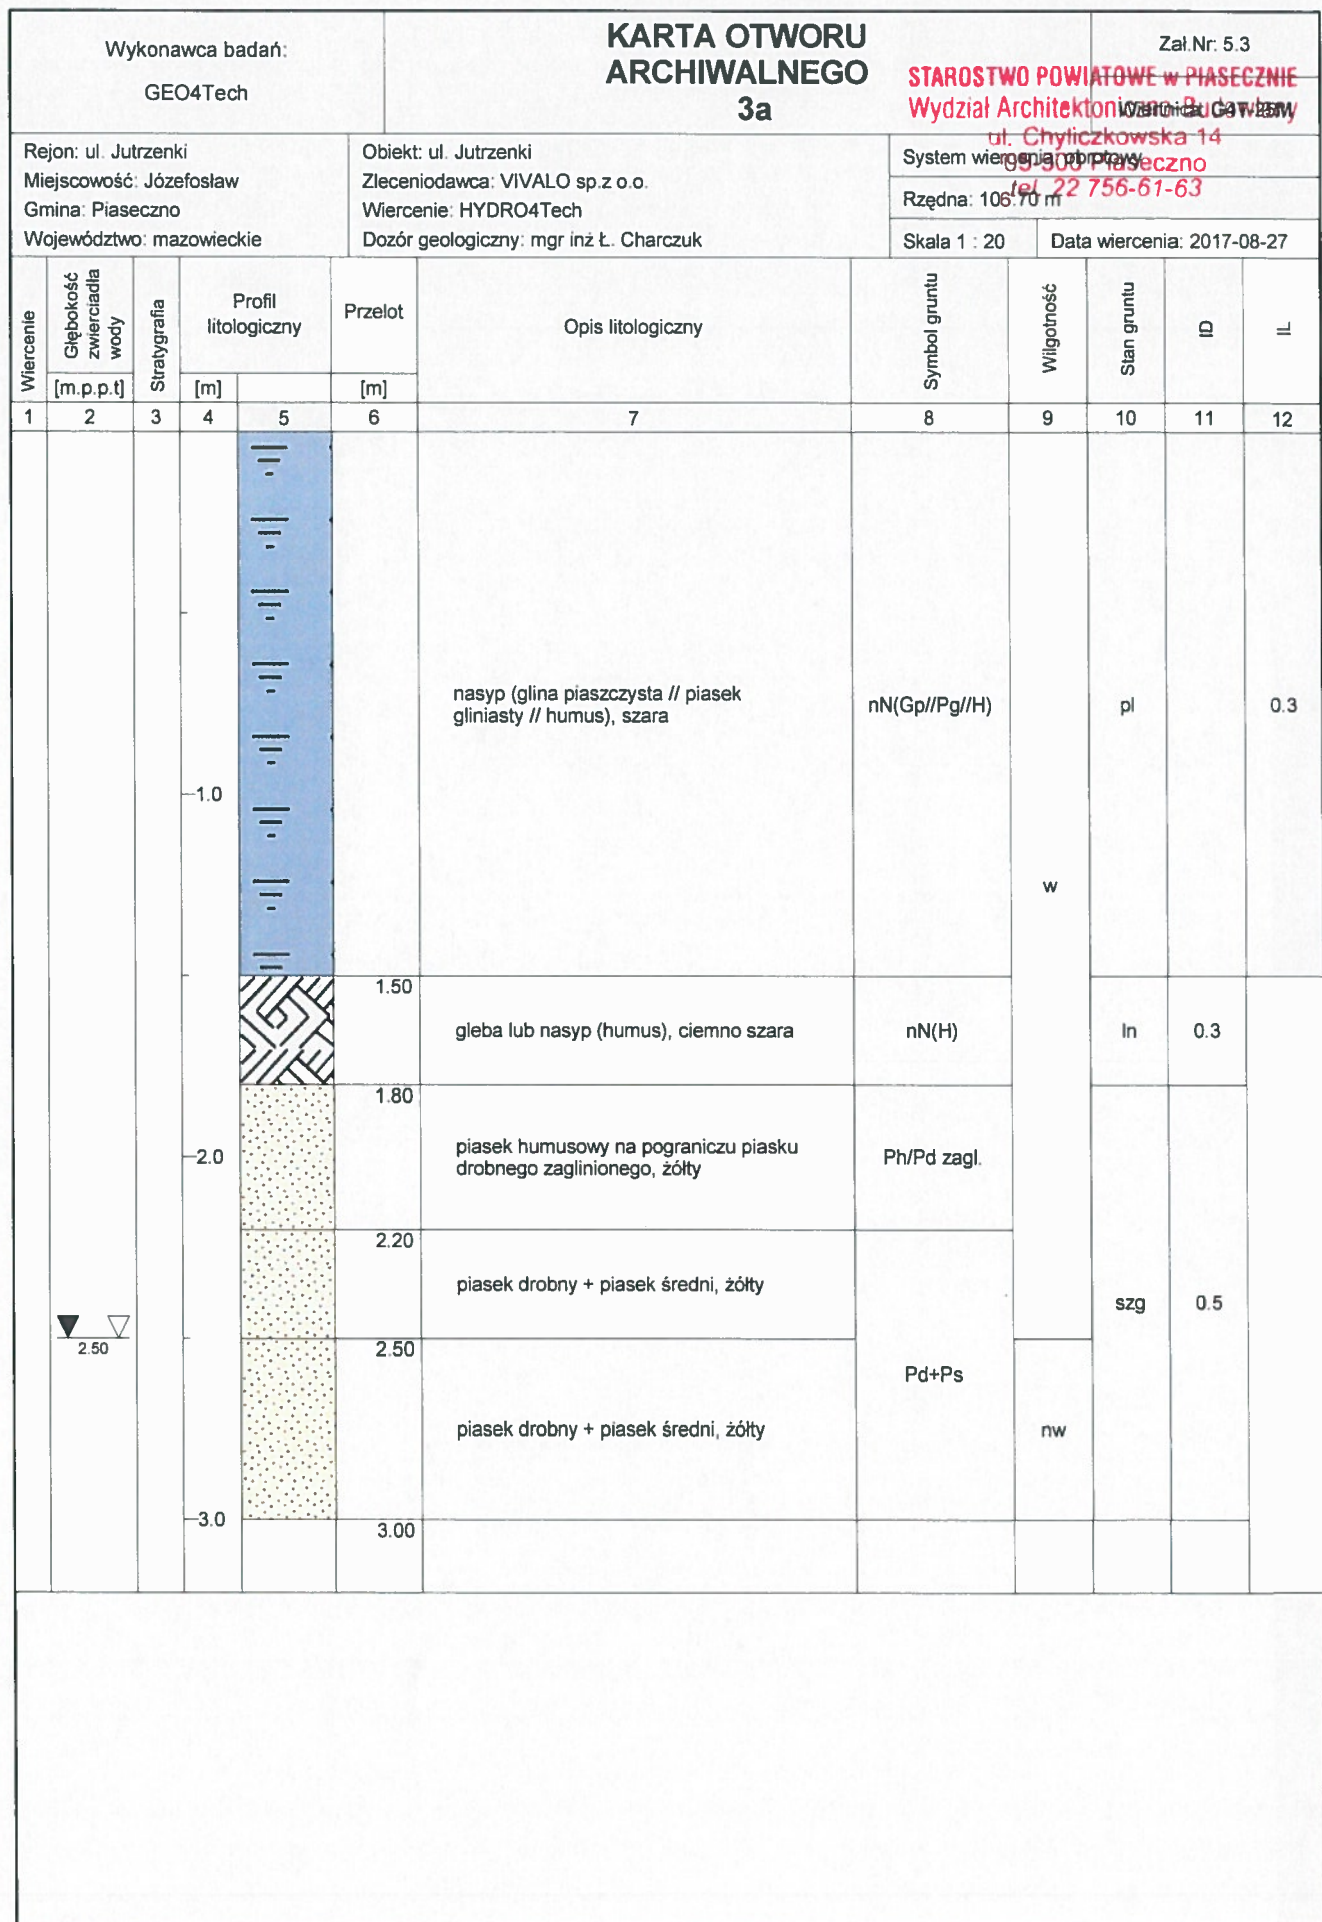 Wykonawca badań:
GEO4Tech
KARTA OTWORU
ARCHIWALNEGO
3a
Zał.Nr: 5.3
STAROSTWO POWIATOWE w PIASECZNIE
Wydział Architektoniczno-Budowlany
ul. Chyliczkowska 14
05-500 Piaseczno
tel. 22 756-61-63
Wiertnica:
System wiercenia: obrotowy
Rzędna: 106.70 m
Skala 1 : 20
Data wiercenia: 2017-08-27
Rejon: ul. Jutrzenki
Miejscowość: Józefosław
Gmina: Piaseczno
Województwo: mazowieckie
Obiekt: ul. Jutrzenki
Zleceniodawca: VIVALO sp.z o.o.
Wiercenie: HYDRO4Tech
Dozór geologiczny: mgr inż Ł. Charczuk
Wiercenie
Głębokość zwierciadła wody
[m.p.p.t]
Stratygrafia
Profil litologiczny
[m]
Przelot
[m]
Opis litologiczny
Symbol gruntu
Wilgotność
Stan gruntu
ID
IL
1 2 3 4 5 6 7 8 9 10 11 12
nasyp (glina piaszczysta // piasek
gliniasty // humus), szara
nN(Gp//Pg//H)
pl
0.3
1.0
w
1.50
gleba lub nasyp (humus), ciemno szara
nN(H)
ln
0.3
1.80
piasek humusowy na pograniczu piasku
drobnego zaglinionego, żółty
Ph/Pd zagl.
2.0
2.20
piasek drobny + piasek średni, żółty
szg
0.5
2.50
2.50
Pd+Ps
piasek drobny + piasek średni, żółty
nw
3.0
3.00